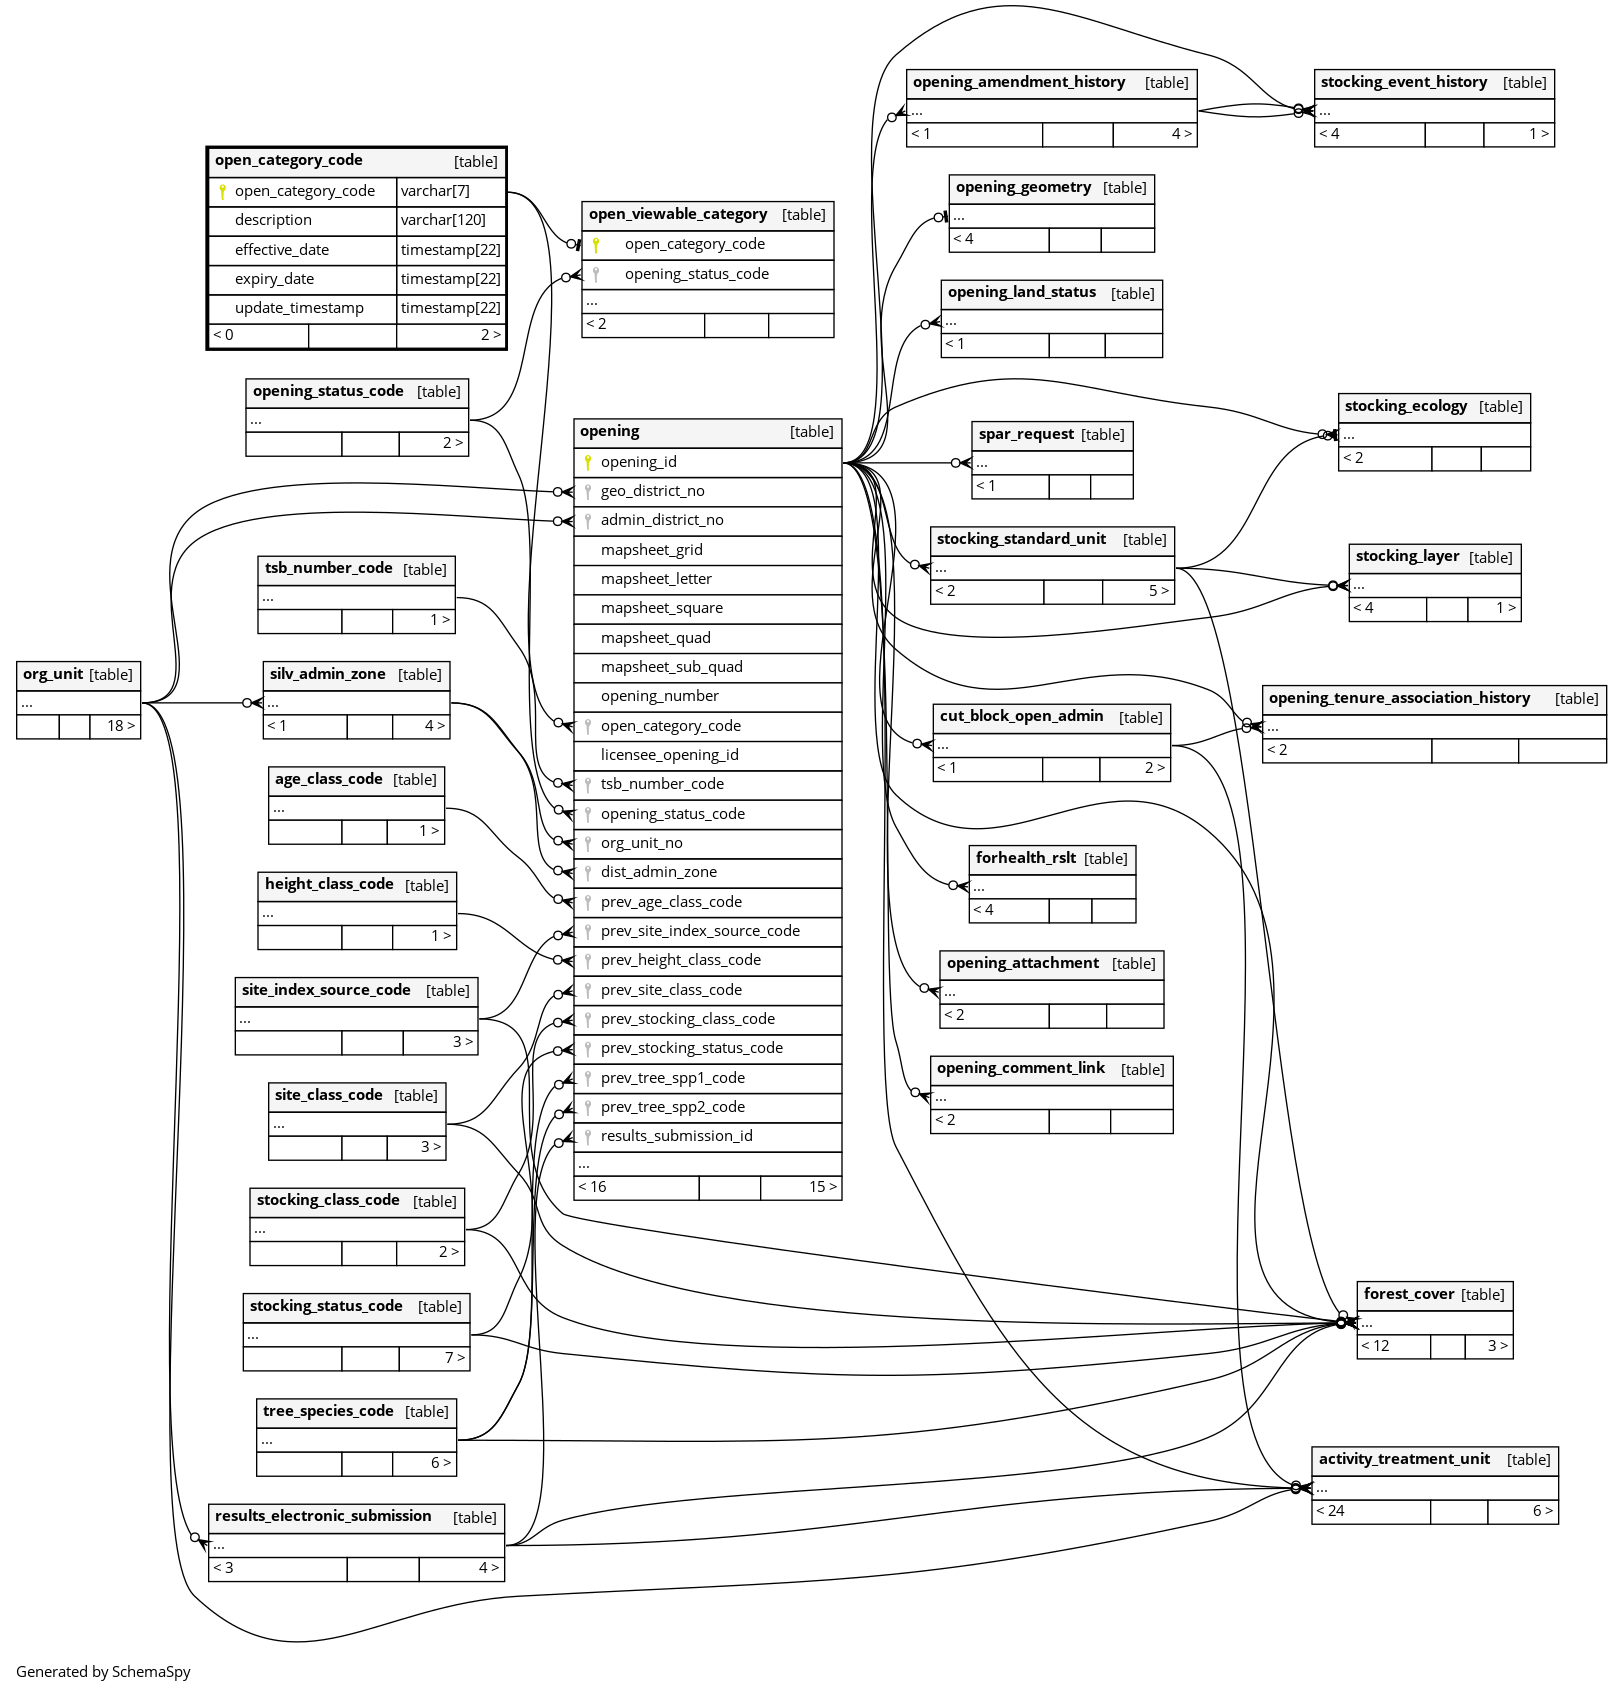 open_category_code [table]
open_category_code varchar[7]
description varchar[120]
effective_date timestamp[22]
expiry_date timestamp[22]
update_timestamp timestamp[22]
< 0 2 >
opening_status_code [table]
...
2 >
tsb_number_code [table]
...
1 >
org_unit [table]
...
18 >
silv_admin_zone [table]
...
< 1 4 >
age_class_code [table]
...
1 >
height_class_code [table]
...
1 >
site_index_source_code [table]
...
3 >
site_class_code [table]
...
3 >
stocking_class_code [table]
...
2 >
stocking_status_code [table]
...
7 >
tree_species_code [table]
...
6 >
results_electronic_submission [table]
...
< 3 4 >
open_viewable_category [table]
open_category_code
opening_status_code
...
< 2
opening [table]
opening_id
geo_district_no
admin_district_no
mapsheet_grid
mapsheet_letter
mapsheet_square
mapsheet_quad
mapsheet_sub_quad
opening_number
open_category_code
licensee_opening_id
tsb_number_code
opening_status_code
org_unit_no
dist_admin_zone
prev_age_class_code
prev_site_index_source_code
prev_height_class_code
prev_site_class_code
prev_stocking_class_code
prev_stocking_status_code
prev_tree_spp1_code
prev_tree_spp2_code
results_submission_id
...
< 16 15 >
opening_amendment_history [table]
...
< 1 4 >
opening_geometry [table]
...
< 4
opening_land_status [table]
...
< 1
spar_request [table]
...
< 1
stocking_standard_unit [table]
...
< 2 5 >
cut_block_open_admin [table]
...
< 1 2 >
forhealth_rslt [table]
...
< 4
opening_attachment [table]
...
< 2
opening_comment_link [table]
...
< 2
stocking_event_history [table]
...
< 4 1 >
stocking_ecology [table]
...
< 2
stocking_layer [table]
...
< 4 1 >
opening_tenure_association_history [table]
...
< 2
forest_cover [table]
...
< 12 3 >
activity_treatment_unit [table]
...
< 24 6 >
Generated by SchemaSpy